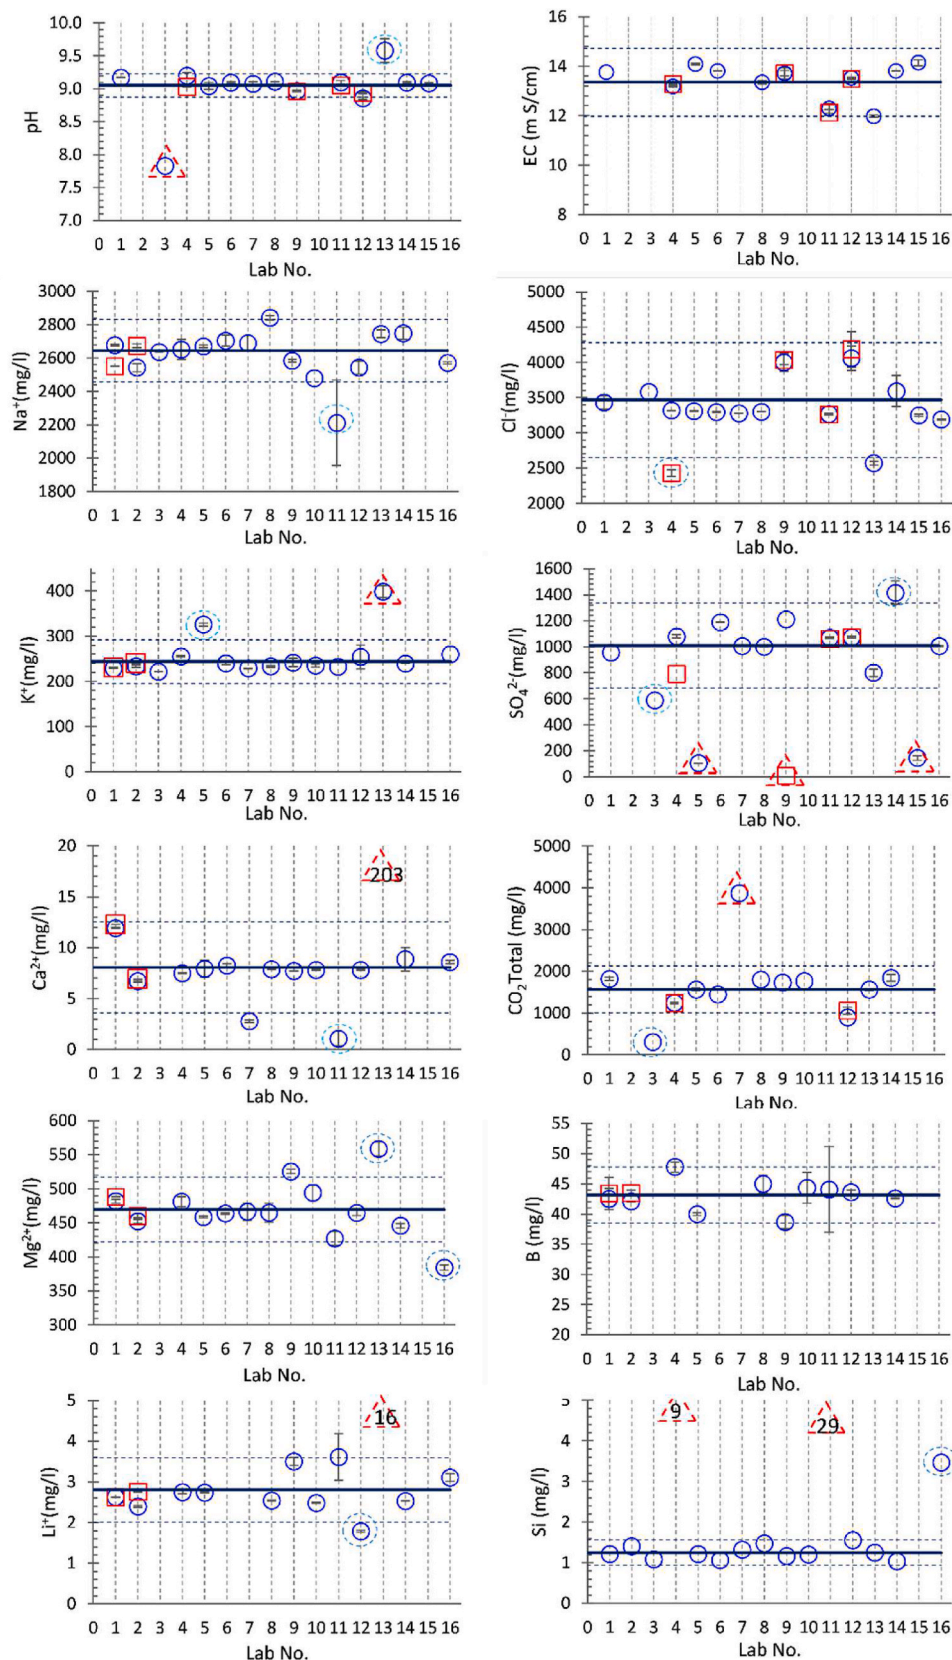 pH
10.0
9.5
9.0
8.5
8.0
7.5
7.0
0 1 2 3 4 5 6 7 8 9 10 11 12 13 14 15 16
Lab No.
EC (m S/cm)
16
14
12
10
8
0 1 2 3 4 5 6 7 8 9 10 11 12 13 14 15 16
Lab No.
Na⁺(mg/l)
3000
2800
2600
2400
2200
2000
1800
0 1 2 3 4 5 6 7 8 9 10 11 12 13 14 15 16
Lab No.
Cl⁻(mg/l)
5000
4500
4000
3500
3000
2500
2000
0 1 2 3 4 5 6 7 8 9 10 11 12 13 14 15 16
Lab No.
K⁺(mg/l)
400
300
200
100
0
0 1 2 3 4 5 6 7 8 9 10 11 12 13 14 15 16
Lab No.
SO₄²⁻(mg/l)
1600
1400
1200
1000
800
600
400
200
0
0 1 2 3 4 5 6 7 8 9 10 11 12 13 14 15 16
Lab No.
Ca²⁺(mg/l)
20
15
10
5
0
203
0 1 2 3 4 5 6 7 8 9 10 11 12 13 14 15 16
Lab No.
CO₂Total (mg/l)
5000
4000
3000
2000
1000
0
0 1 2 3 4 5 6 7 8 9 10 11 12 13 14 15 16
Lab No.
Mg²⁺(mg/l)
600
550
500
450
400
350
300
0 1 2 3 4 5 6 7 8 9 10 11 12 13 14 15 16
Lab No.
B (mg/l)
55
50
45
40
35
30
25
20
0 1 2 3 4 5 6 7 8 9 10 11 12 13 14 15 16
Lab No.
Li⁺(mg/l)
5
4
3
2
1
0
16
0 1 2 3 4 5 6 7 8 9 10 11 12 13 14 15 16
Lab No.
Si (mg/l)
5
4
3
2
1
0
9
29
0 1 2 3 4 5 6 7 8 9 10 11 12 13 14 15 16
Lab No.